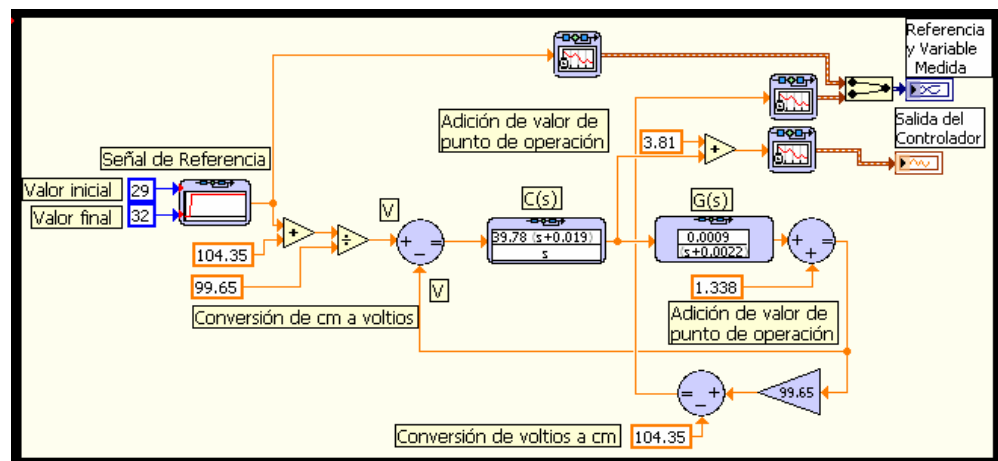 Referencia
y Variable
Medida
Adición de valor de
punto de operación
3.81
Salida del
Controlador
Señal de Referencia
Valor inicial 29
Valor final 32
V
C(s)
G(s)
+
÷
+
-
=
39.78 (s+0.019)
s
0.0009
(s+0.0022)
+
+
=
+
104.35
99.65
V
1.338
Conversión de cm a voltios
Adición de valor de
punto de operación
= +
-
99.65
Conversión de voltios a cm 104.35